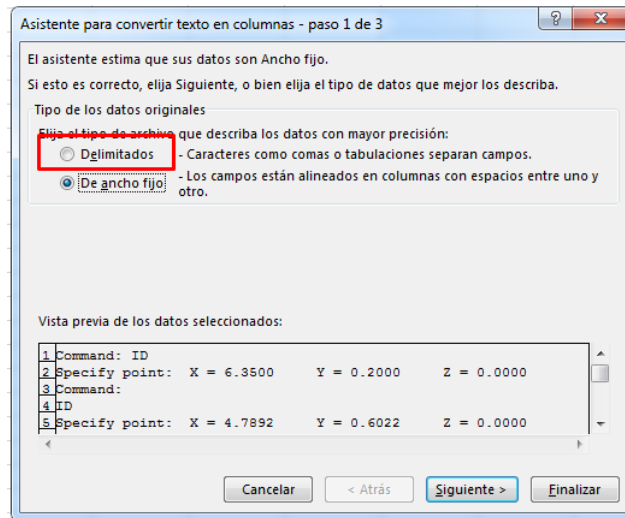 Asistente para convertir texto en columnas - paso 1 de 3
El asistente estima que sus datos son Ancho fijo.
Si esto es correcto, elija Siguiente, o bien elija el tipo de datos que mejor los describa.
Tipo de los datos originales
Elija el tipo de archivo que describa los datos con mayor precisión:
Delimitados - Caracteres como comas o tabulaciones separan campos.
De ancho fijo - Los campos están alineados en columnas con espacios entre uno y
otro.
Vista previa de los datos seleccionados:
1 Command: ID
2 Specify point: X = 6.3500 Y = 0.2000 Z = 0.0000
3 Command:
4 ID
5 Specify point: X = 4.7892 Y = 0.6022 Z = 0.0000
Cancelar < Atrás Siguiente > Finalizar